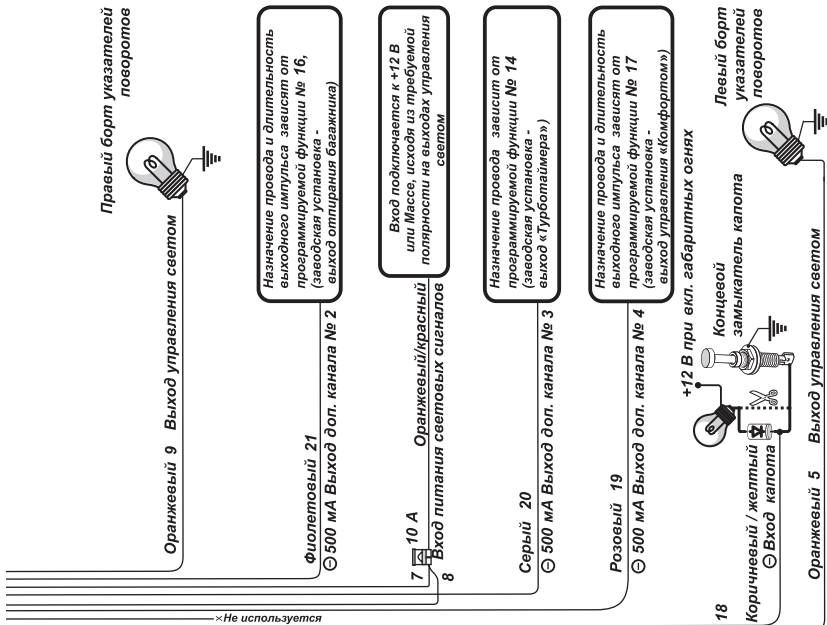 Правый борт указателей
поворотов
Оранжевый 9 Выход управления светом
Назначение провода и длительность
выходного импульса зависят от
программируемой функции № 16,
(заводская установка -
выход отпирания багажника)
Фиолетовый 21
⊖ 500 мА Выход доп. канала № 2
Вход подключается к +12 В
или Массе, исходя из требуемой
полярности на выходах управления
светом
Оранжевый/красный
10 А
7
8
Вход питания световых сигналов
Назначение провода зависит от
программируемой функции № 14
(заводская установка -
выход «Турботаймера»)
Серый 20
⊖ 500 мА Выход доп. канала № 3
Назначение провода и длительность
выходного импульса зависят от
программируемой функции № 17
(заводская установка -
выход управления «Комфортом»)
Розовый 19
⊖ 500 мА Выход доп. канала № 4
×Не используется
+12 В при вкл. габаритных огнях
Концевой
замыкатель капота
18
Коричневый / желтый
⊖ Вход капота
Левый борт
указателей
поворотов
Оранжевый 5 Выход управления светом